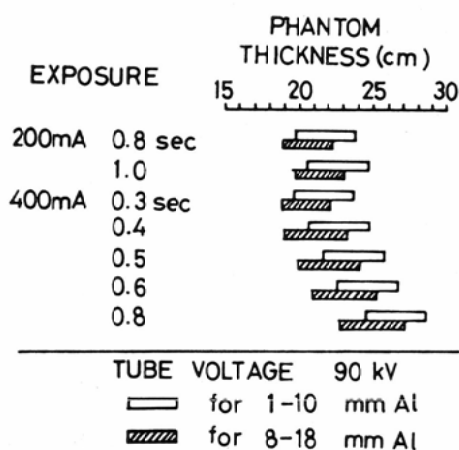 PHANTOM
THICKNESS (cm)
EXPOSURE
15 20 25 30
200mA 0.8 sec
1.0
400mA 0.3 sec
0.4
0.5
0.6
0.8
TUBE VOLTAGE 90 kV
for 1-10 mm Al
for 8-18 mm Al